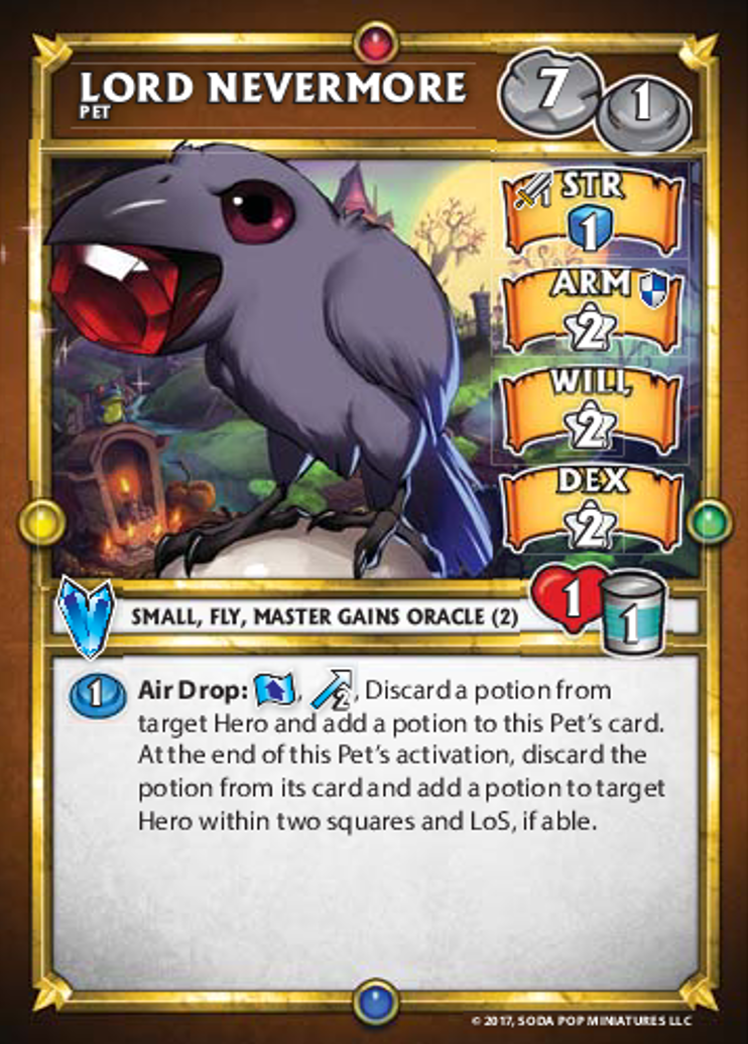 LORD NEVERMORE
PET
7
1
1
STR
1
ARM
2
WILL
2
DEX
2
SMALL, FLY, MASTER GAINS ORACLE (2)
1
1
1
Air Drop: , 2, Discard a potion from
target Hero and add a potion to this Pet's card.
At the end of this Pet's activation, discard the
potion from its card and add a potion to target
Hero within two squares and LoS, if able.
© 2017, SODA POP MINIATURES LLC